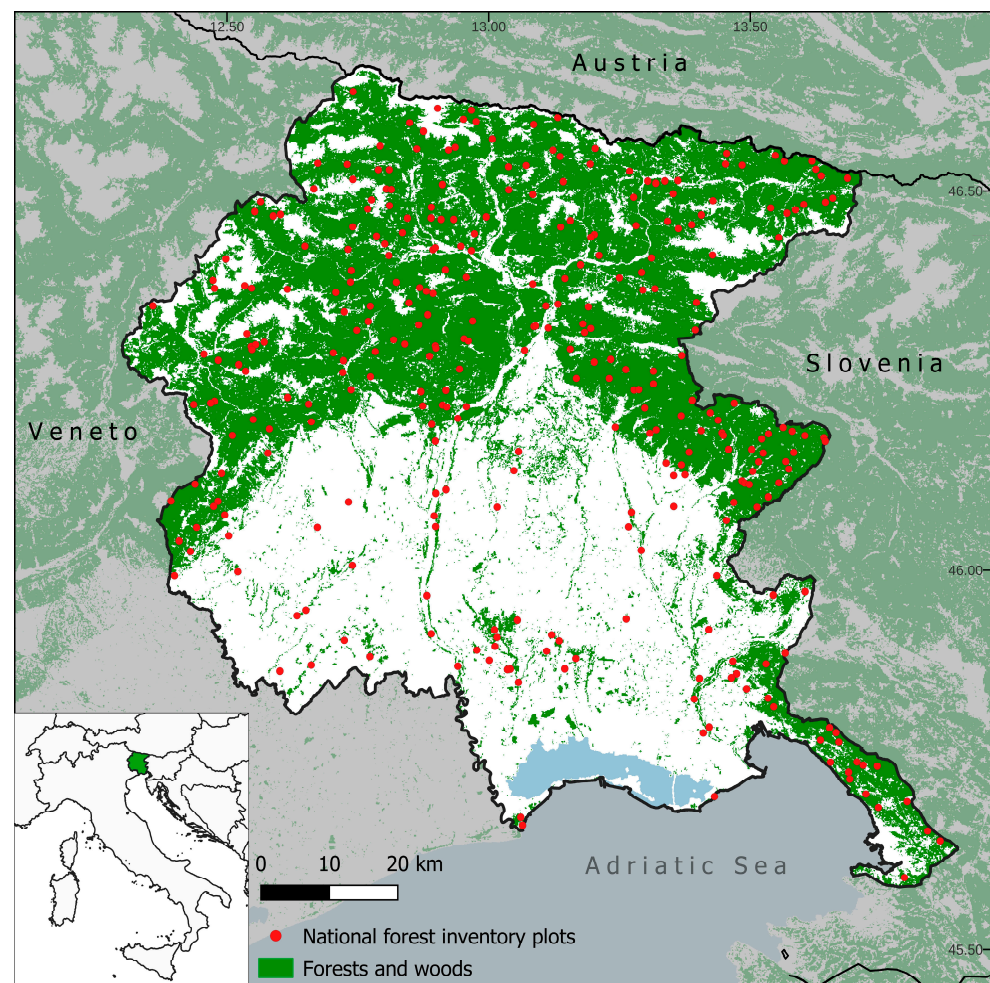 12.50 13.00 13.50
Austria
46.50
Slovenia
Veneto
46.00
0 10 20 km
Adriatic Sea
National forest inventory plots
45.50
Forests and woods